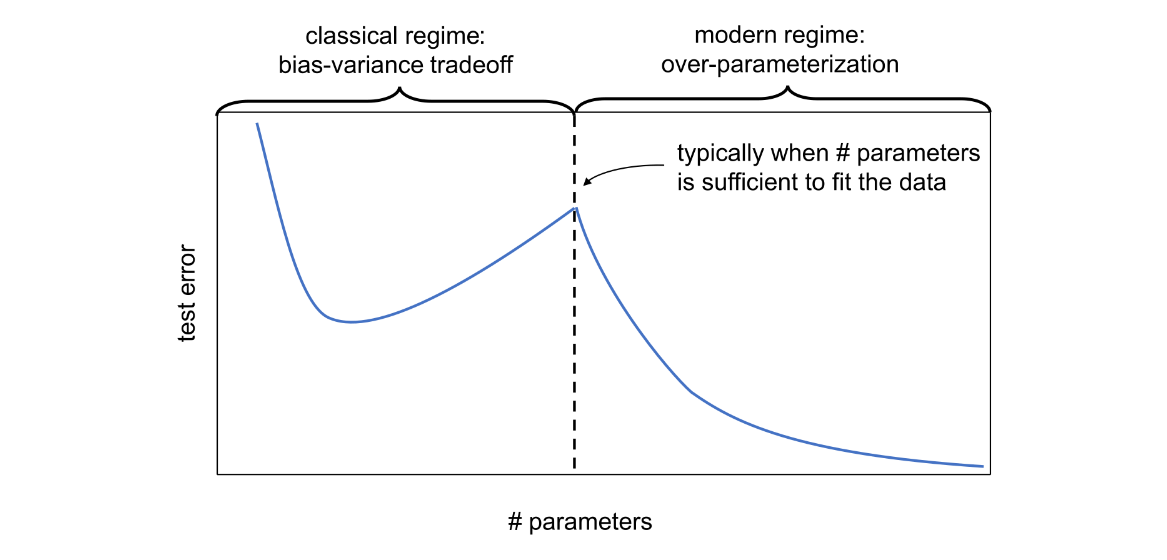 classical regime:
bias-variance tradeoff
modern regime:
over-parameterization
typically when # parameters
is sufficient to fit the data
test error
# parameters